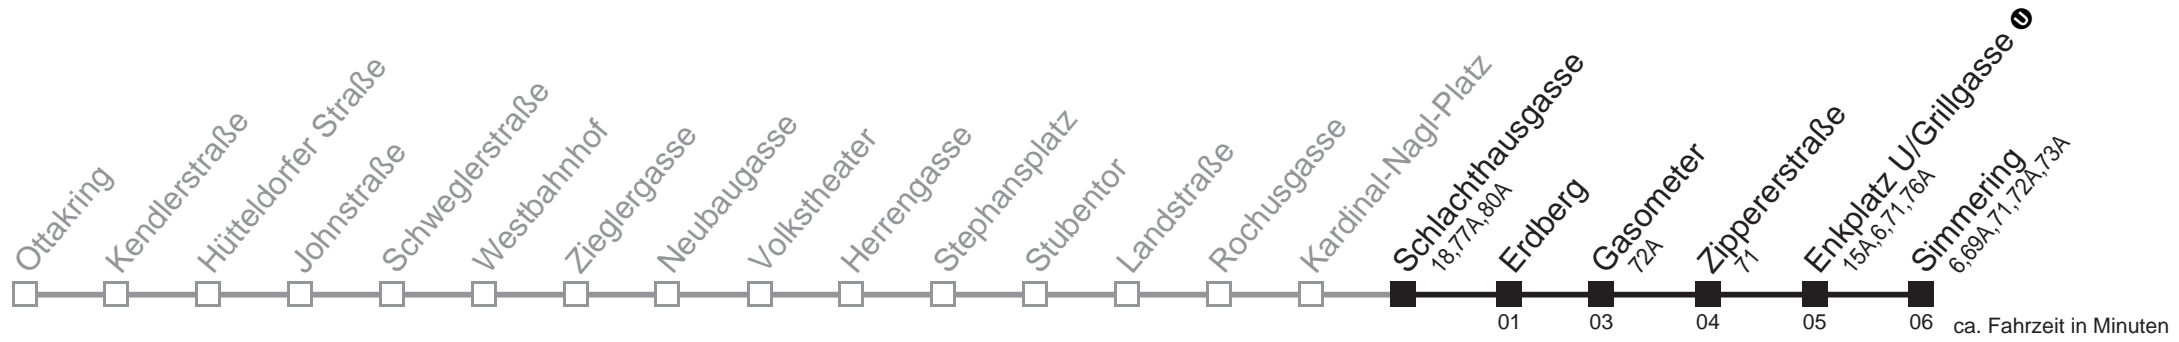 Ottakring
Kendlerstraße
Hütteldorfer Straße
Johnstraße
Schweglerstraße
Westbahnhof
Zieglergasse
Neubaugasse
Volkstheater
Herrengasse
Stephansplatz
Stubentor
Landstraße
Rochusgasse
Kardinal-Nagl-Platz
Schlachthausgasse
18,77A,80A
Erdberg
Gasometer
72A
Zippererstraße
71
Enkplatz U/Grillgasse U
15A,6,71,76A
Simmering
6,69A,71,72A,73A
01 03 04 05 06 ca. Fahrzeit in Minuten